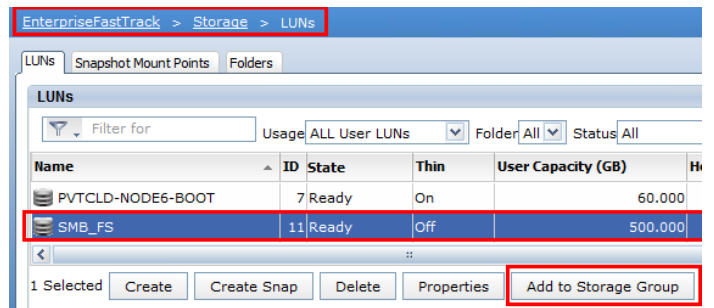 EnterpriseFastTrack > Storage > LUNs
LUNs Snapshot Mount Points Folders
LUNs
Filter for Usage ALL User LUNs Folder All Status All
Name ID State Thin User Capacity (GB)
PVTCLD-NODE6-BOOT 7 Ready On 60.000
SMB_FS 11 Ready Off 500.000
1 Selected Create Create Snap Delete Properties Add to Storage Group